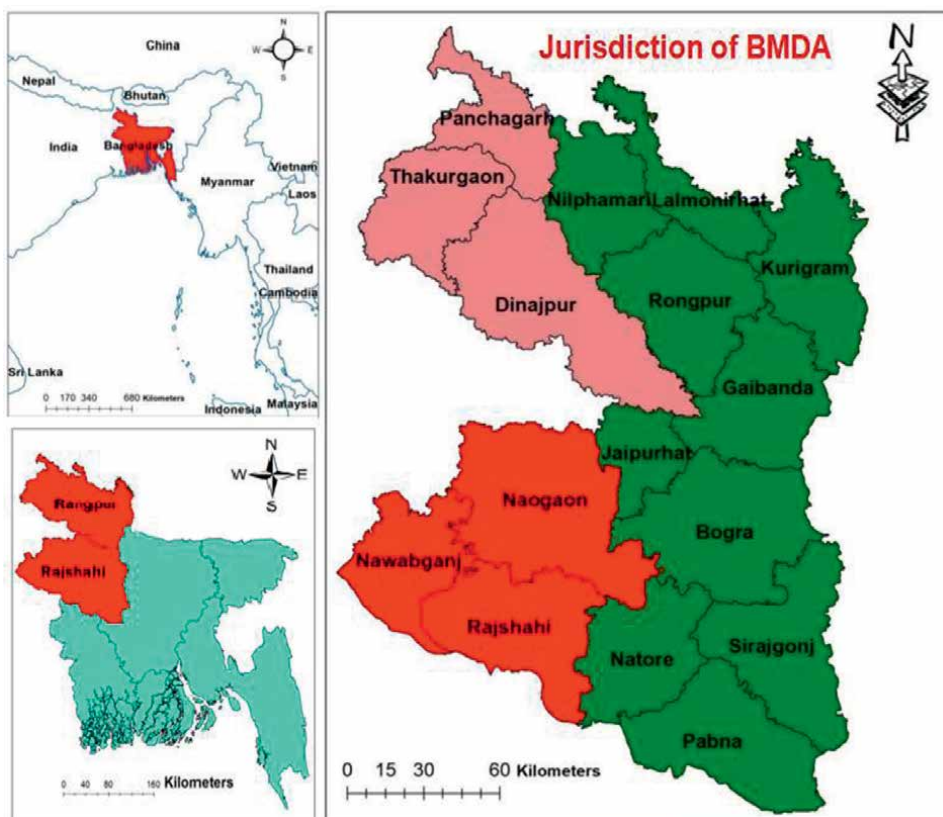 China
N
W E
S
Nepal
Bhutan
India
Bangladesh
Myanmar
Vietnam
Laos
Thailand
Cambodia
Sri Lanka
0 170 340 680 Kilometers
Indonesia
Malaysia
N
W E
S
Rangpur
Rajshahi
0 40 80 160 Kilometers
Jurisdiction of BMDA
N
Panchagarh
Thakurgaon
Nilphamari
Lalmonirhat
Kurigram
Dinajpur
Rongpur
Gaibanda
Jaipurhat
Naogaon
Bogra
Nawabganj
Rajshahi
Natore
Sirajgonj
Pabna
0 15 30 60 Kilometers